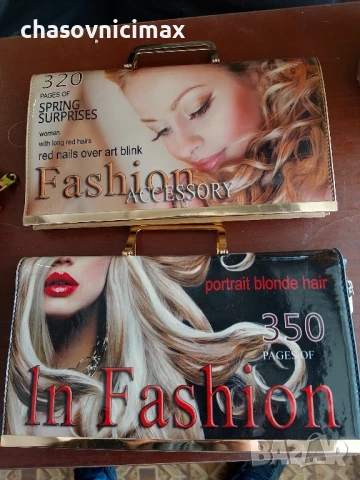 chasovnicimax
320
PAGES OF
SPRING
SURPRISES
woman
with long red hairs
red nails over art blink
Fashion
ACCESSORY
portrait blonde hair
350
PAGES OF
In Fashion
BAZAR